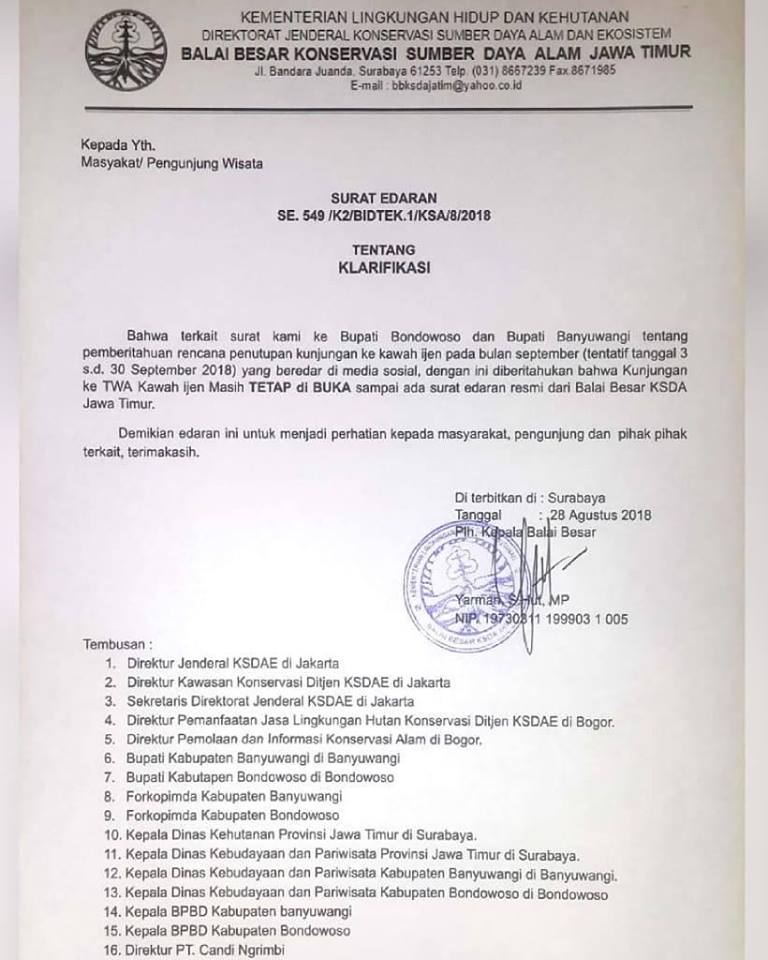 KEMENTERIAN LINGKUNGAN HIDUP DAN KEHUTANAN
DIREKTORAT JENDERAL KONSERVASI SUMBER DAYA ALAM DAN EKOSISTEM
BALAI BESAR KONSERVASI SUMBER DAYA ALAM JAWA TIMUR
Jl. Bandara Juanda, Surabaya 61253 Telp. (031) 8667239 Fax.8671985
E-mail : bbksdajatim@yahoo.co.id
Kepada Yth.
Masyakat/ Pengunjung Wisata
SURAT EDARAN
SE. 549 /K2/BIDTEK.1/KSA/8/2018
TENTANG
KLARIFIKASI
Bahwa terkait surat kami ke Bupati Bondowoso dan Bupati Banyuwangi tentang
pemberitahuan rencana penutupan kunjungan ke kawah ijen pada bulan september (tentatif tanggal 3
s.d. 30 September 2018) yang beredar di media sosial, dengan ini diberitahukan bahwa Kunjungan
ke TWA Kawah Ijen Masih TETAP di BUKA sampai ada surat edaran resmi dari Balai Besar KSDA
Jawa Timur.
Demikian edaran ini untuk menjadi perhatian kepada masyarakat, pengunjung dan pihak pihak
terkait, terimakasih.
Di terbitkan di : Surabaya
Tanggal : 28 Agustus 2018
Plh. Kepala Balai Besar
Yarman, S.Hut, MP
NIP. 19730811 199903 1 005
Tembusan :
1. Direktur Jenderal KSDAE di Jakarta
2. Direktur Kawasan Konservasi Ditjen KSDAE di Jakarta
3. Sekretaris Direktorat Jenderal KSDAE di Jakarta
4. Direktur Pemanfaatan Jasa Lingkungan Hutan Konservasi Ditjen KSDAE di Bogor.
5. Direktur Pemolaan dan Informasi Konservasi Alam di Bogor.
6. Bupati Kabupaten Banyuwangi di Banyuwangi
7. Bupati Kabutapen Bondowoso di Bondowoso
8. Forkopimda Kabupaten Banyuwangi
9. Forkopimda Kabupaten Bondowoso
10. Kepala Dinas Kehutanan Provinsi Jawa Timur di Surabaya.
11. Kepala Dinas Kebudayaan dan Pariwisata Provinsi Jawa Timur di Surabaya.
12. Kepala Dinas Kebudayaan dan Pariwisata Kabupaten Banyuwangi di Banyuwangi.
13. Kepala Dinas Kebudayaan dan Pariwisata Kabupaten Bondowoso di Bondowoso
14. Kepala BPBD Kabupaten banyuwangi
15. Kepala BPBD Kabupaten Bondowoso
16. Direktur PT. Candi Ngrimbi